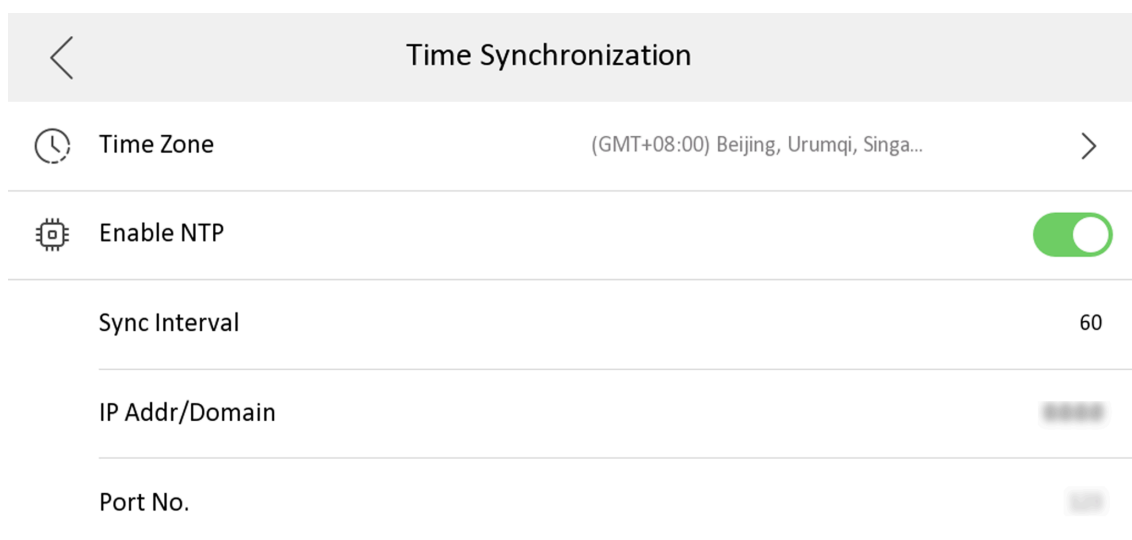 Time Synchronization
Time Zone (GMT+08:00) Beijing, Urumqi, Singa...
Enable NTP
Sync Interval 60
IP Addr/Domain
Port No.